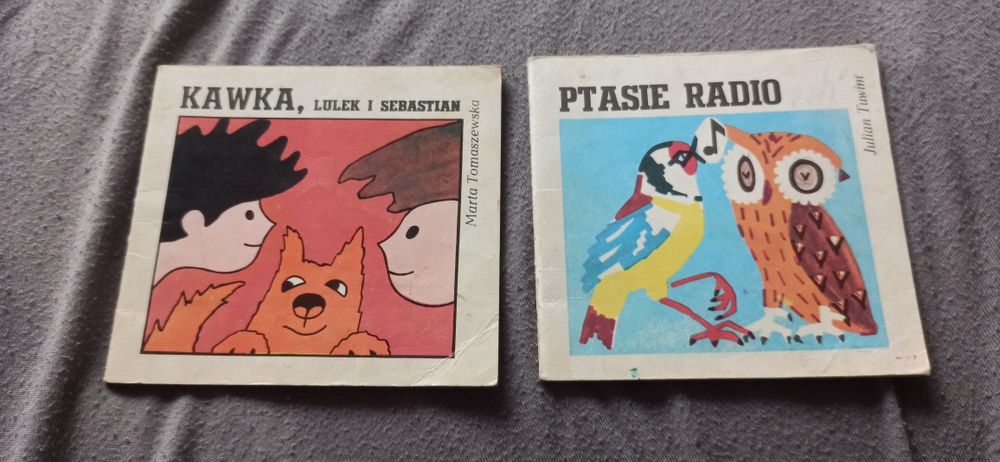 KAWKA, LULEK I SEBASTIAN
Marta Tomaszewska
PTASIE RADIO
Julian Tuwim